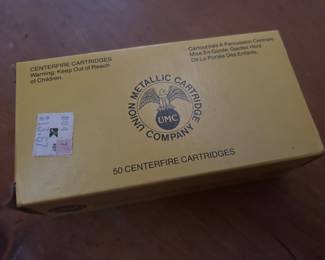 CENTERFIRE CARTRIDGES
Warning: Keep Out of Reach
of Children.
Cartouches A Percussion Centrale
Mise En Garde: Gardez Hors
De La Portée Des Enfants.
UNION METALLIC CARTRIDGE
COMPANY
UMC
50 CENTERFIRE CARTRIDGES